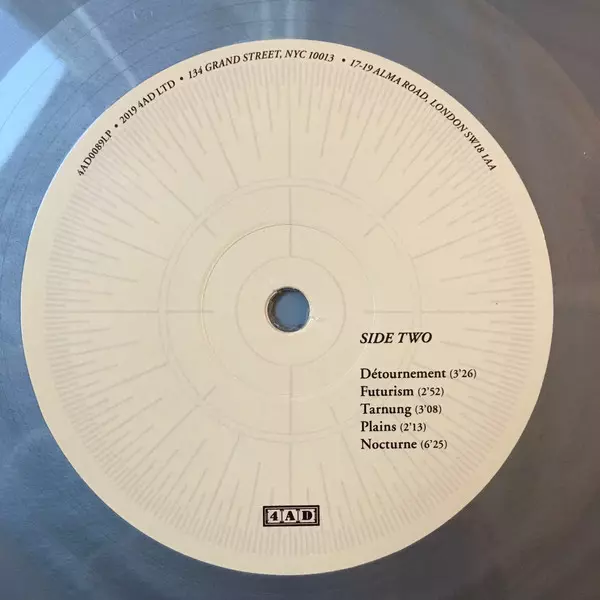 4AD0089LP • 2019 4AD LTD • 134 GRAND STREET, NYC 10013 • 17-19 ALMA ROAD, LONDON SW18 1AA
SIDE TWO
Détournement (3'26)
Futurism (2'52)
Tarnung (3'08)
Plains (2'13)
Nocturne (6'25)
4AD